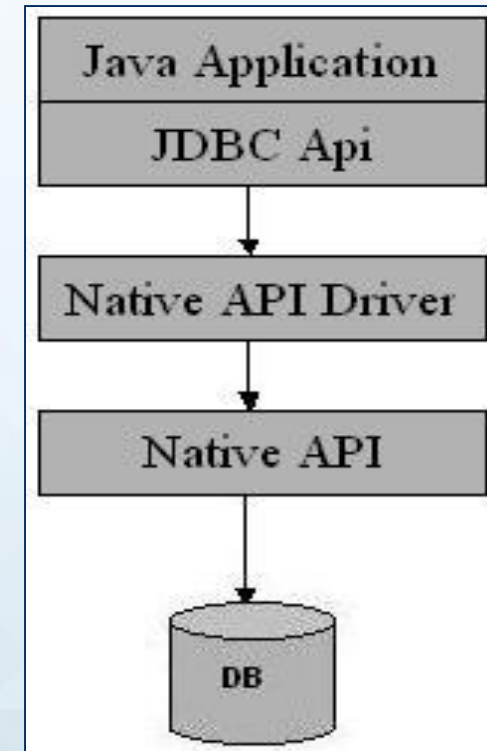 Java Application
JDBC Api
Native API Driver
Native API
DB